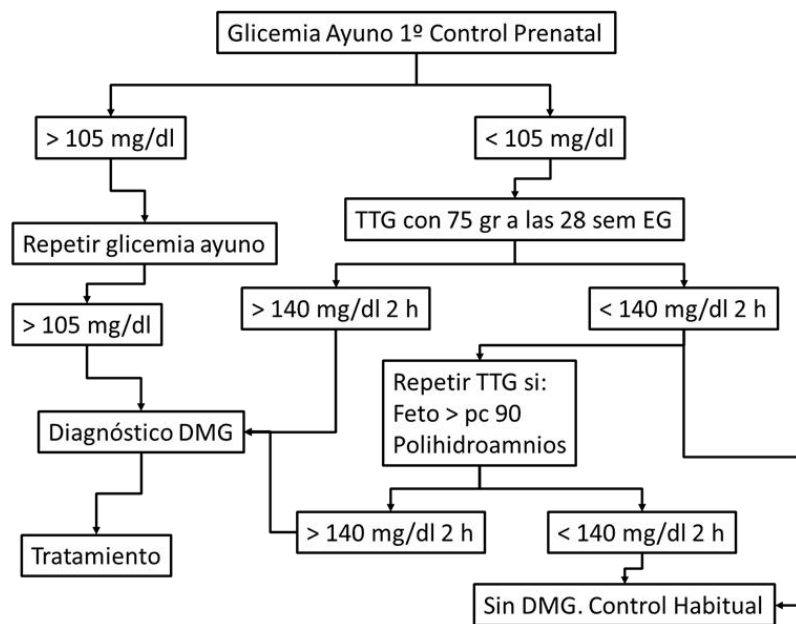 Glicemia Ayuno 1º Control Prenatal
> 105 mg/dl
< 105 mg/dl
Repetir glicemia ayuno
TTG con 75 gr a las 28 sem EG
> 105 mg/dl
> 140 mg/dl 2 h
< 140 mg/dl 2 h
Repetir TTG si:
Feto > pc 90
Polihidroamnios
Diagnóstico DMG
> 140 mg/dl 2 h
< 140 mg/dl 2 h
Tratamiento
Sin DMG. Control Habitual